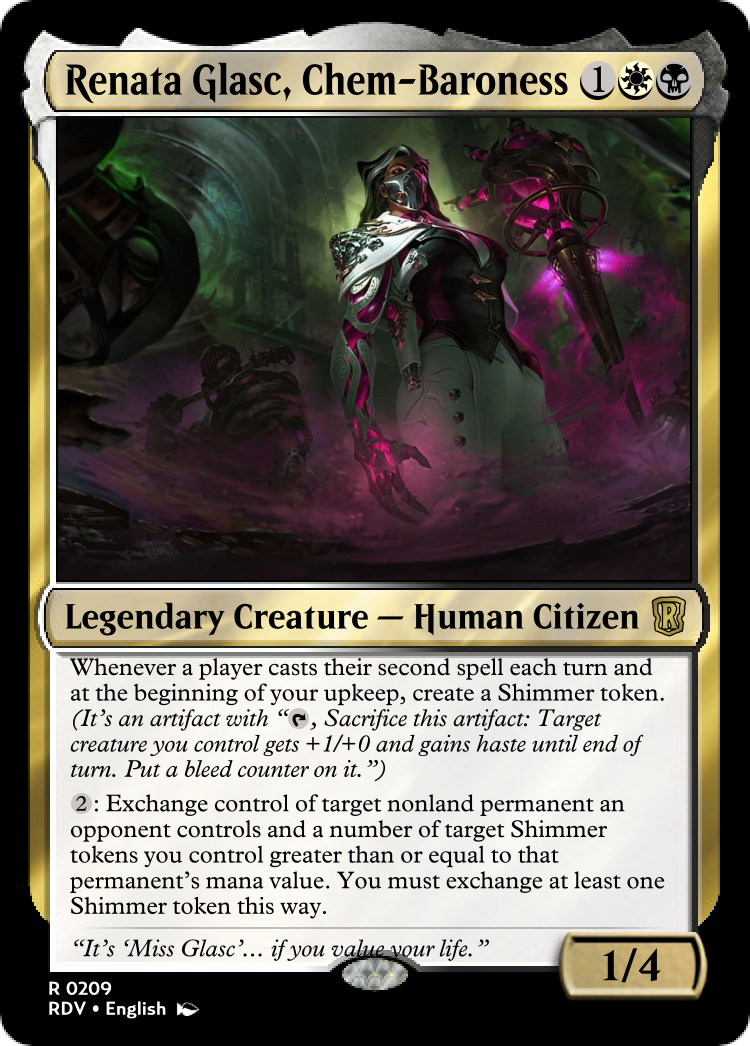 Renata Glasc, Chem-Baroness 1
Legendary Creature — Human Citizen R
Whenever a player casts their second spell each turn and
at the beginning of your upkeep, create a Shimmer token.
(It's an artifact with “, Sacrifice this artifact: Target
creature you control gets +1/+0 and gains haste until end of
turn. Put a bleed counter on it.”)
2: Exchange control of target nonland permanent an
opponent controls and a number of target Shimmer
tokens you control greater than or equal to that
permanent's mana value. You must exchange at least one
Shimmer token this way.
“It's ‘Miss Glasc’... if you value your life.”
1/4
R 0209
RDV • English